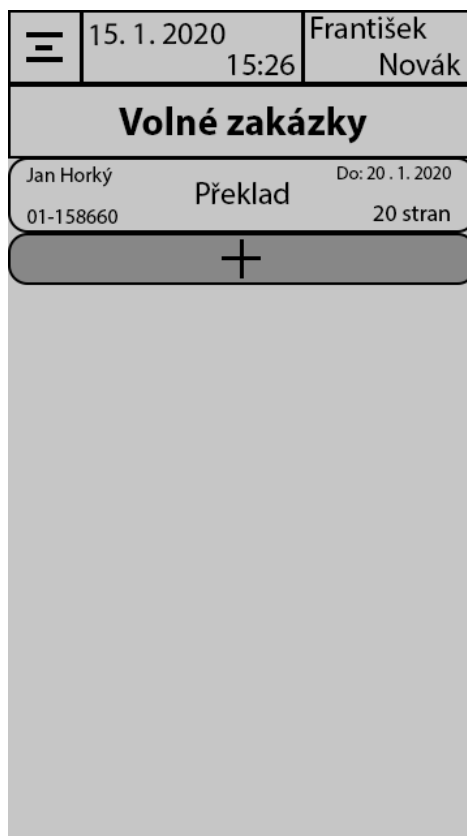 15. 1. 2020
15:26
František
Novák
Volné zakázky
Jan Horký
01-158660
Překlad
Do: 20 . 1. 2020
20 stran
+